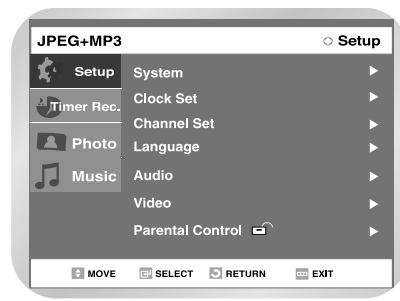 JPEG+MP3 Setup
Setup
Timer Rec.
Photo
Music
System
Clock Set
Channel Set
Language
Audio
Video
Parental Control
MOVE SELECT RETURN EXIT